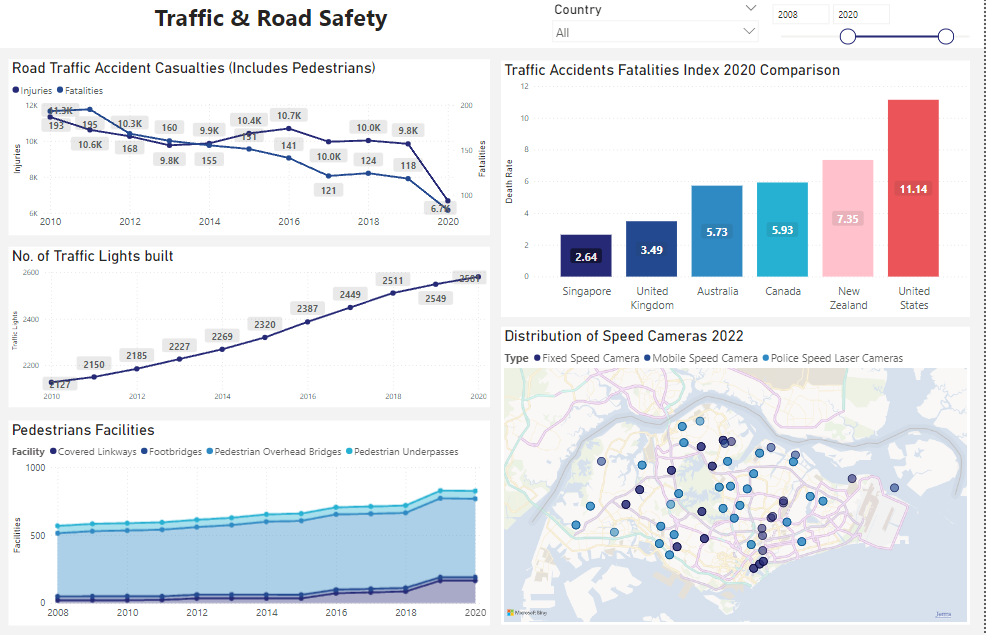 Traffic & Road Safety
Country
All
2008 2020
Road Traffic Accident Casualties (Includes Pedestrians)
Injuries Fatalities
12K 10K 8K 6K
Injuries
200 150 100
Fatalities
11.3K 193 195 10.6K 10.3K 168 160 9.8K 9.9K 155 10.4K 151 10.7K 141 10.0K 121 10.0K 124 9.8K 118
2010 2012 2014 2016 2018 2020
No. of Traffic Lights built
2600 2400 2200
Traffic Lights
2127 2150 2185 2227 2269 2320 2387 2449 2511 2549
2010 2012 2014 2016 2018 2020
Pedestrians Facilities
Facility Covered Linkways Footbridges Pedestrian Overhead Bridges Pedestrian Underpasses
1000 500 0
Facilities
2008 2010 2012 2014 2016 2018 2020
Traffic Accidents Fatalities Index 2020 Comparison
12 10 8 6 4 2 0
Death Rate
2.64 3.49 5.73 5.93 7.35 11.14
Singapore United Kingdom Australia Canada New Zealand United States
Distribution of Speed Cameras 2022
Type Fixed Speed Camera Mobile Speed Camera Police Speed Laser Cameras
Microsoft Bing
Terms